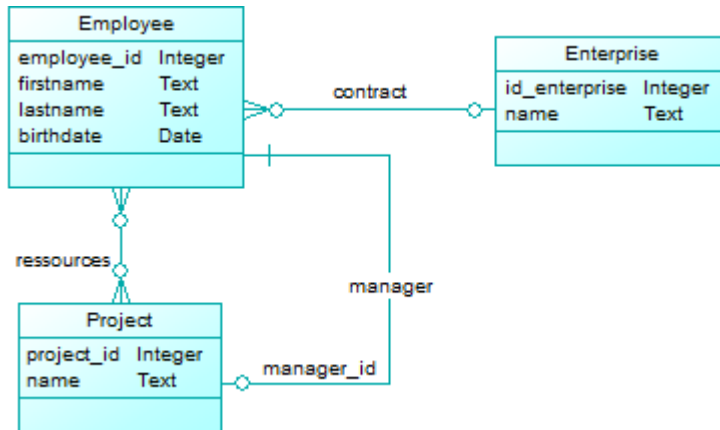 Employee
employee_id Integer
firstname Text
lastname Text
birthdate Date
contract
Enterprise
id_enterprise Integer
name Text
ressources
manager
Project
project_id Integer
name Text
manager_id